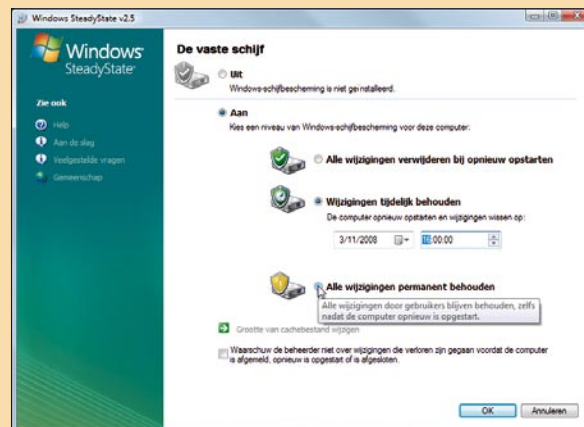 Windows SteadyState v2.5
Windows
SteadyState
Zie ook
Help
Aan de slag
Veelgestelde vragen
Gemeenschap
De vaste schijf
Uit
Windows-schijfbescherming is niet geïnstalleerd.
Aan
Kies een niveau van Windows-schijfbescherming voor deze computer:
Alle wijzigingen verwijderen bij opnieuw opstarten
Wijzigingen tijdelijk behouden
De computer opnieuw opstarten en wijzigingen wissen op:
3/11/2008 16:00:00
Alle wijzigingen permanent behouden
Alle wijzigingen door gebruikers blijven behouden, zelfs
nadat de computer opnieuw is opgestart.
Grootte van cachebestand wijzigen
Waarschuw de beheerder niet over wijzigingen die verloren zijn gegaan voordat de computer
is afgemeld, opnieuw is opgestart of is afgesloten.
OK Annuleren